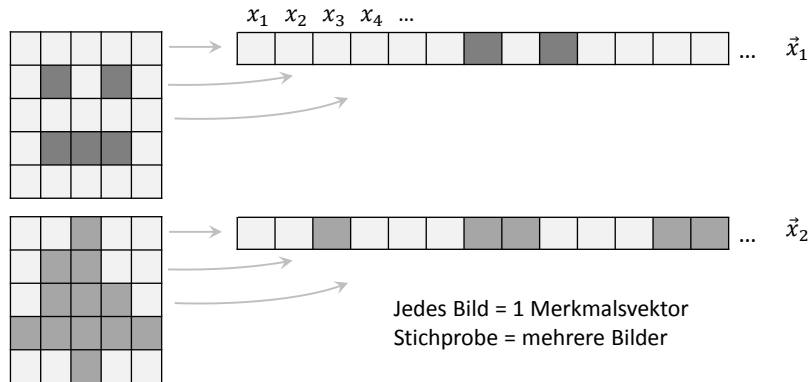 x₁ x₂ x₃ x₄ ...
... x⃗₁
... x⃗₂
Jedes Bild = 1 Merkmalsvektor
Stichprobe = mehrere Bilder